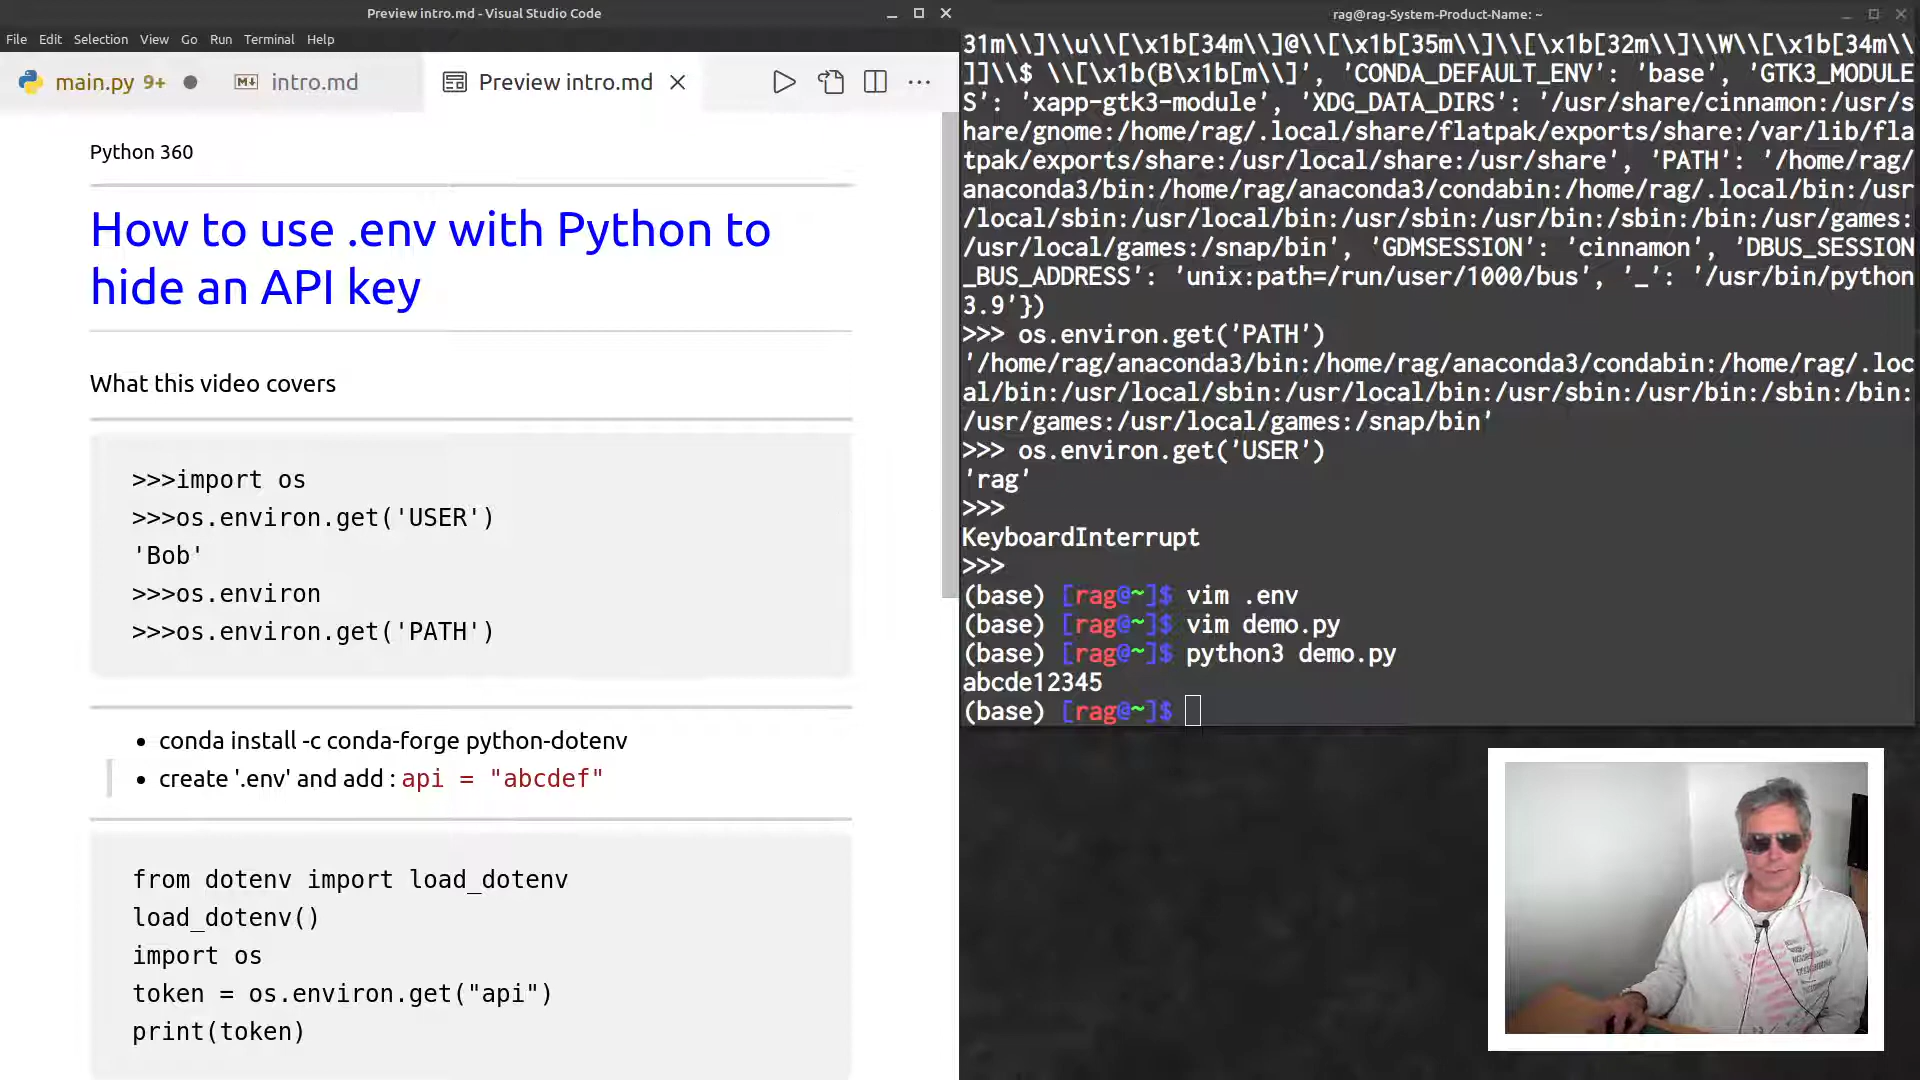 Preview intro.md - Visual Studio Code
File Edit Selection View Go Run Terminal Help
main.py 9+ intro.md Preview intro.md
Python 360
How to use .env with Python to
hide an API key
What this video covers
>>>import os
>>>os.environ.get('USER')
'Bob'
>>>os.environ
>>>os.environ.get('PATH')
• conda install -c conda-forge python-dotenv
• create '.env' and add : api = "abcdef"
from dotenv import load_dotenv
load_dotenv()
import os
token = os.environ.get("api")
print(token)
rag@rag-System-Product-Name: ~
31m\\]\\u\\[\x1b[34m\\]@\\[\x1b[35m\\]\\[\x1b[32m\\]\\W\\[\x1b[34m\\
]]\\$ \\[\x1b(B\x1b[m\\]', 'CONDA_DEFAULT_ENV': 'base', 'GTK3_MODULE
S': 'xapp-gtk3-module', 'XDG_DATA_DIRS': '/usr/share/cinnamon:/usr/s
hare/gnome:/home/rag/.local/share/flatpak/exports/share:/var/lib/fla
tpak/exports/share:/usr/local/share:/usr/share', 'PATH': '/home/rag/
anaconda3/bin:/home/rag/anaconda3/condabin:/home/rag/.local/bin:/usr
/local/sbin:/usr/local/bin:/usr/sbin:/usr/bin:/sbin:/bin:/usr/games:
/usr/local/games:/snap/bin', 'GDMSESSION': 'cinnamon', 'DBUS_SESSION
_BUS_ADDRESS': 'unix:path=/run/user/1000/bus', '_': '/usr/bin/python
3.9'})
>>> os.environ.get('PATH')
'/home/rag/anaconda3/bin:/home/rag/anaconda3/condabin:/home/rag/.loc
al/bin:/usr/local/sbin:/usr/local/bin:/usr/sbin:/usr/bin:/sbin:/bin:
/usr/games:/usr/local/games:/snap/bin'
>>> os.environ.get('USER')
'rag'
>>>
KeyboardInterrupt
>>>
(base) [rag@~]$ vim .env
(base) [rag@~]$ vim demo.py
(base) [rag@~]$ python3 demo.py
abcde12345
(base) [rag@~]$